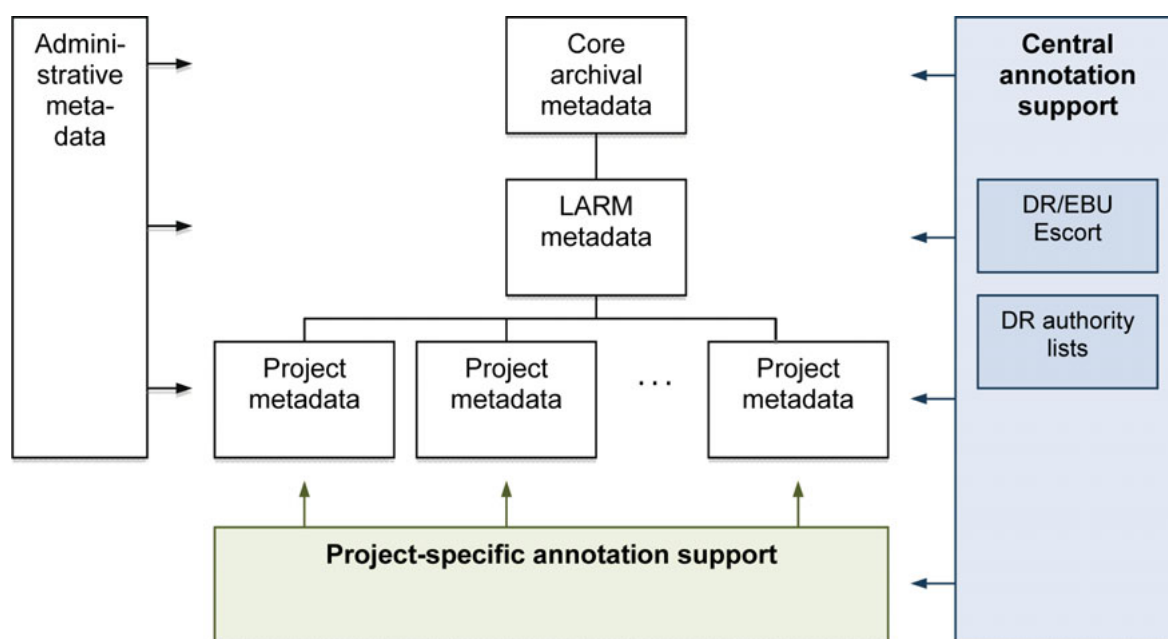 Admini-
strative
meta-
data
Core
archival
metadata
LARM
metadata
Project
metadata
Project
metadata
...
Project
metadata
Project-specific annotation support
Central
annotation
support
DR/EBU
Escort
DR authority
lists